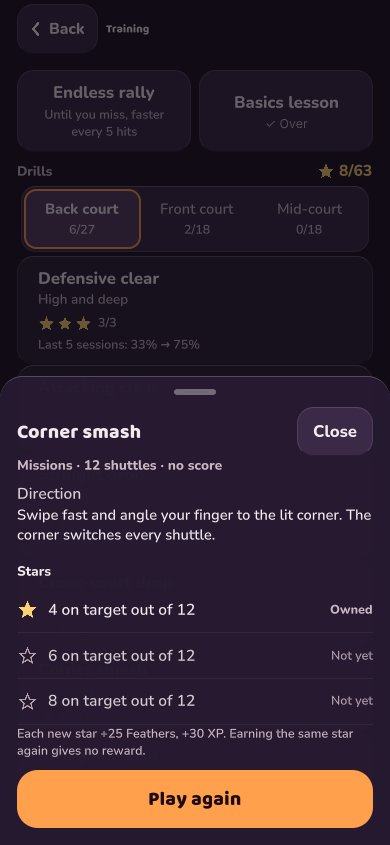 Back
Training
Endless rally
Until you miss, faster
every 5 hits
Basics lesson
✓ Over
Drills
8/63
Back court
6/27
Front court
2/18
Mid-court
0/18
Defensive clear
High and deep
3/3
Last 5 sessions: 33% → 75%
Corner smash
Close
Missions · 12 shuttles · no score
Direction
Swipe fast and angle your finger to the lit corner. The
corner switches every shuttle.
Stars
4 on target out of 12
Owned
6 on target out of 12
Not yet
8 on target out of 12
Not yet
Each new star +25 Feathers, +30 XP. Earning the same star
again gives no reward.
Play again